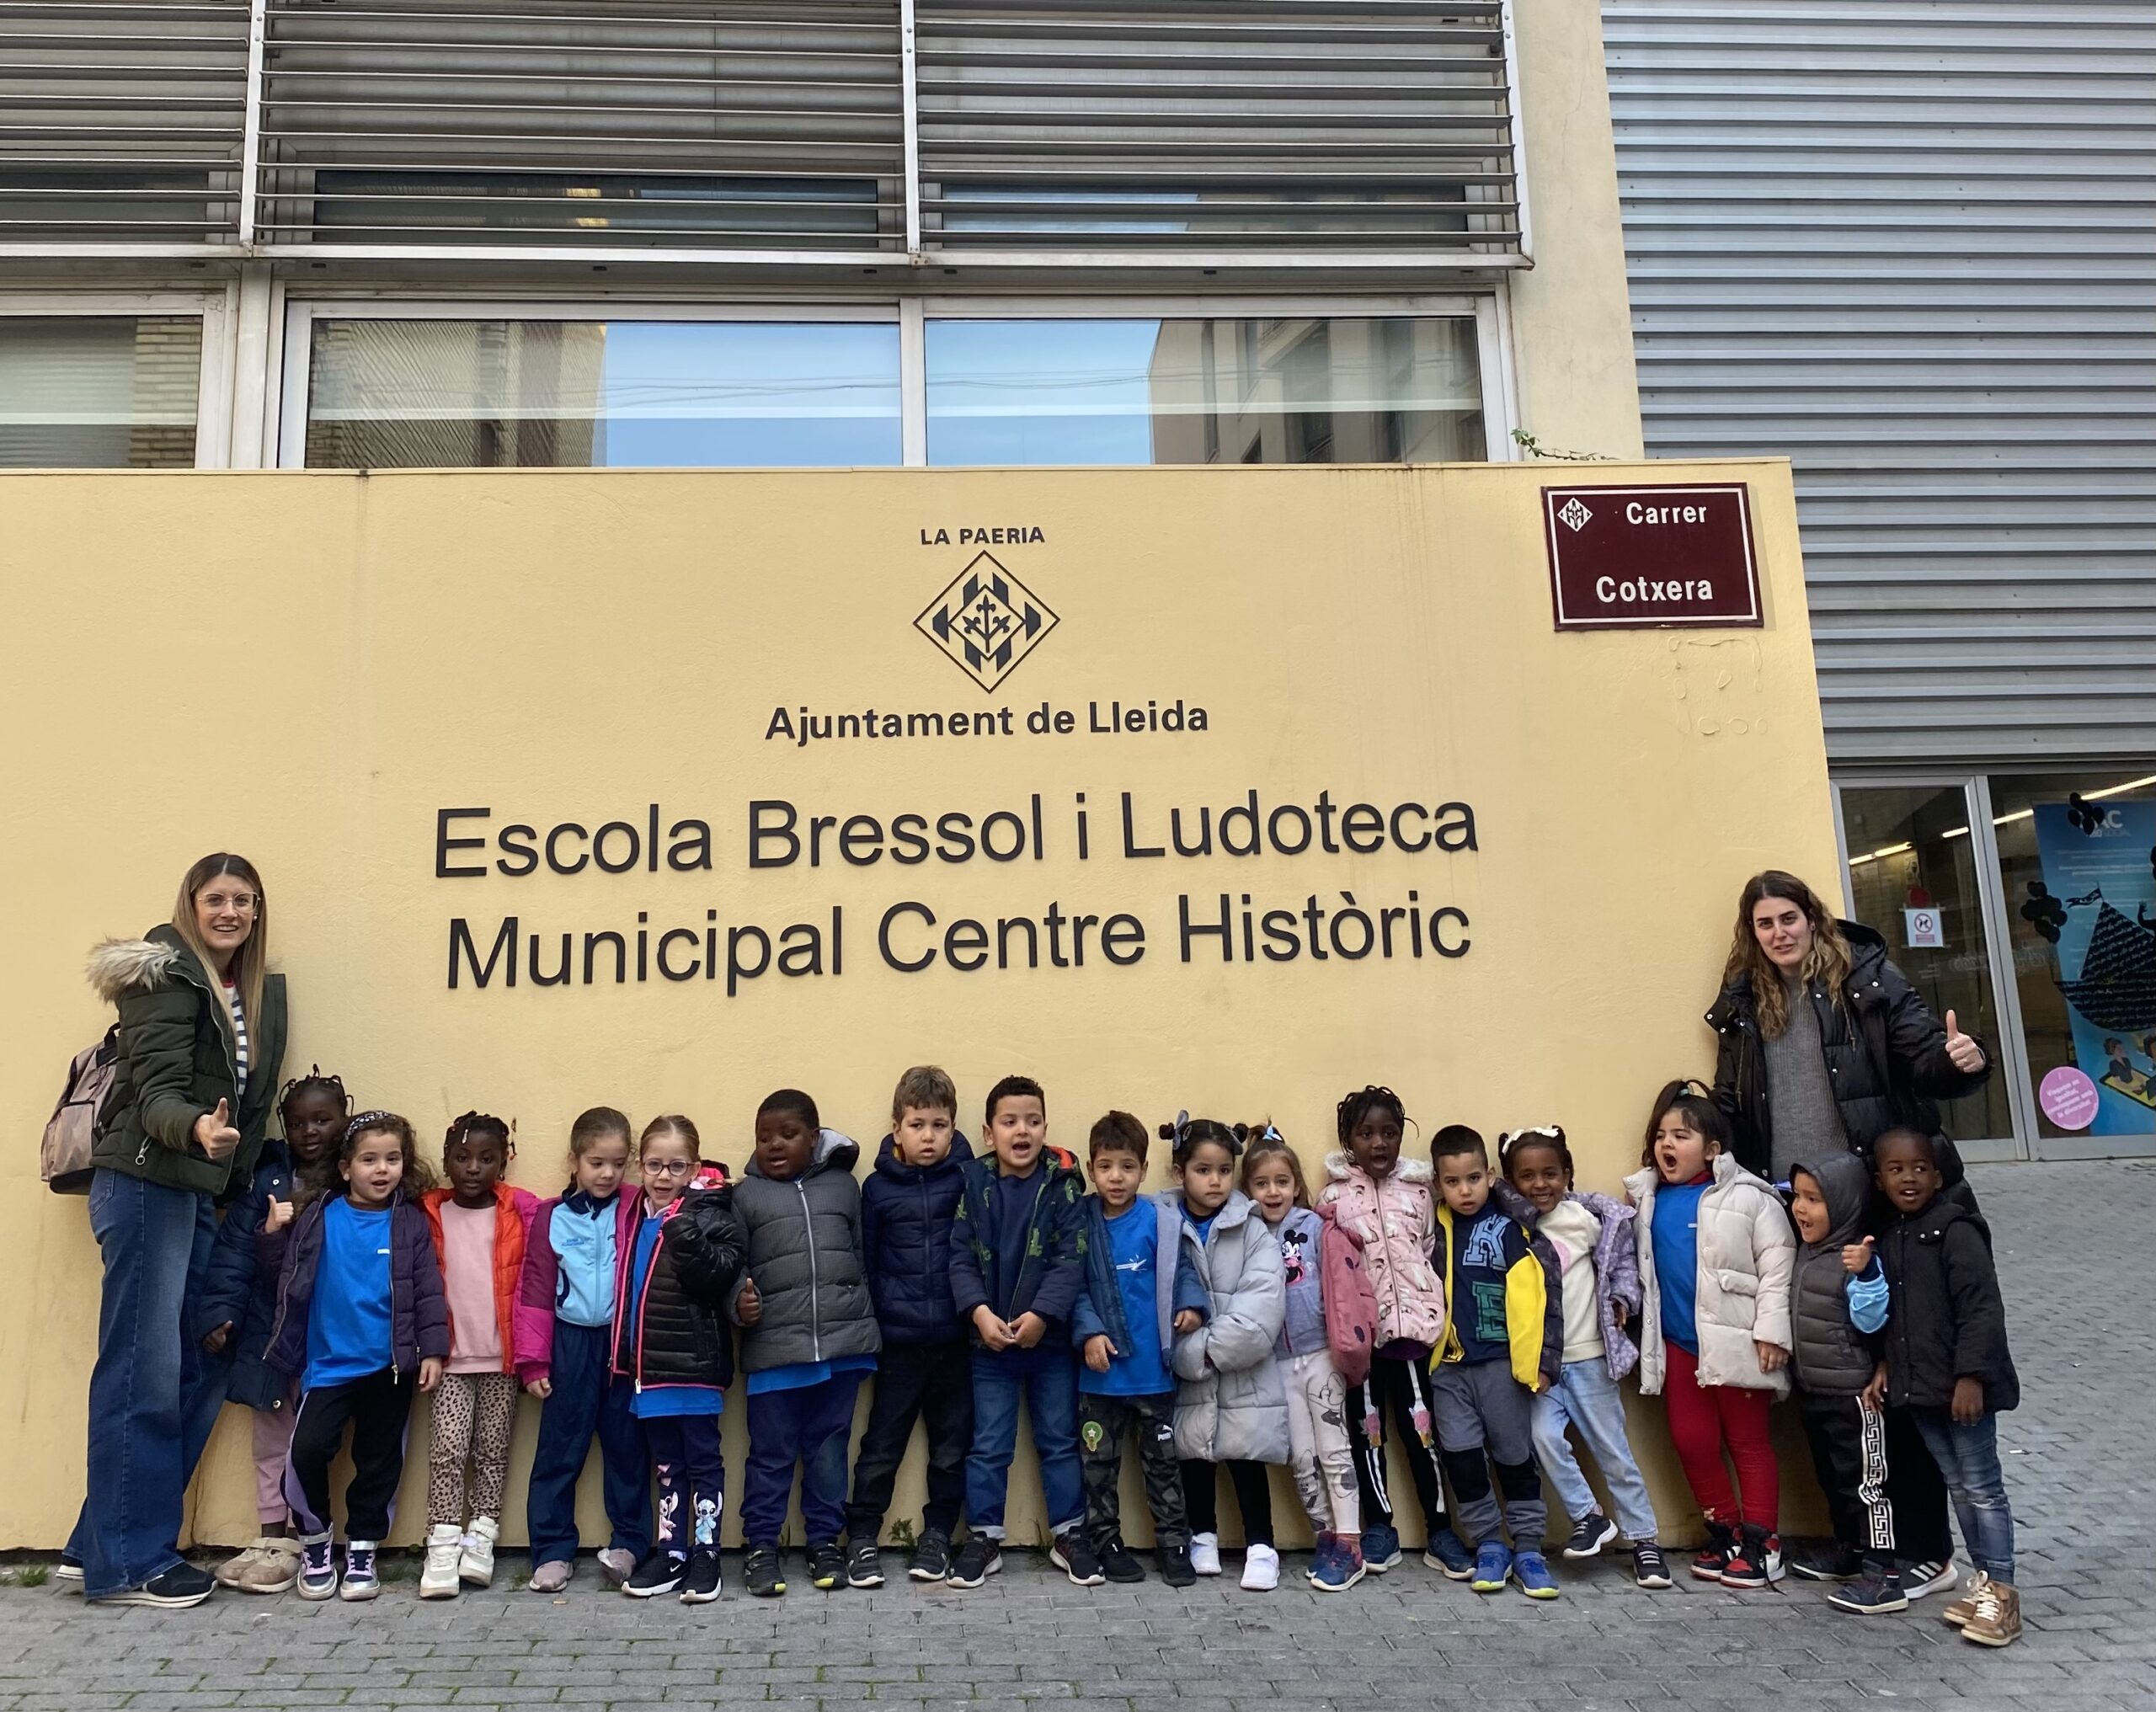 LA PAERIA
Ajuntament de Lleida
Escola Bressol i Ludoteca
Municipal Centre Històric
Carrer
Cotxera